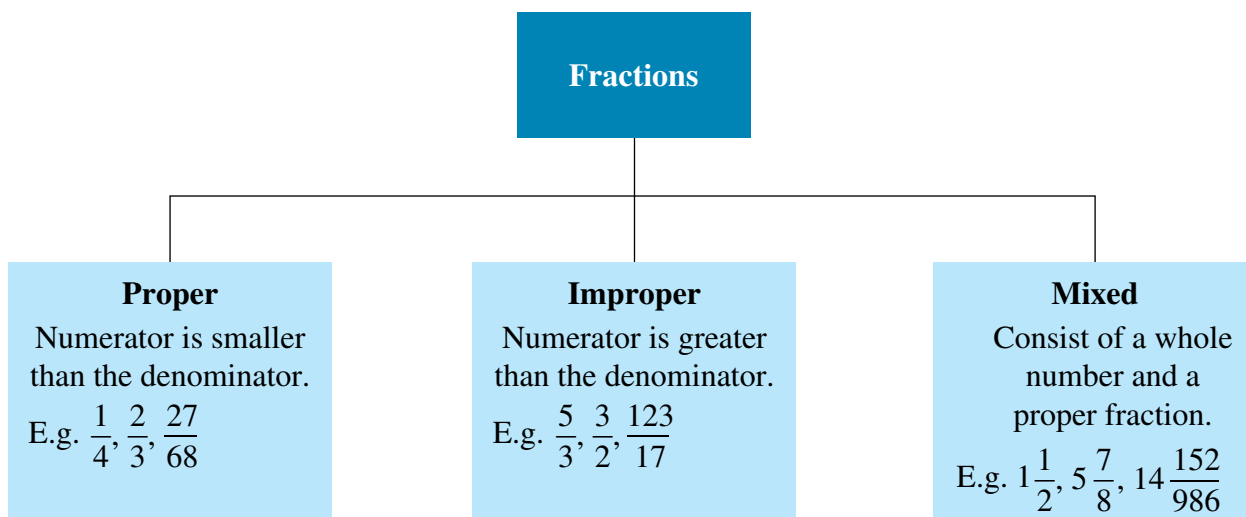 Fractions
Proper
Numerator is smaller
than the denominator.
E.g. 1/4, 2/3, 27/68
Improper
Numerator is greater
than the denominator.
E.g. 5/3, 3/2, 123/17
Mixed
Consist of a whole
number and a
proper fraction.
E.g. 1 1/2, 5 7/8, 14 152/986